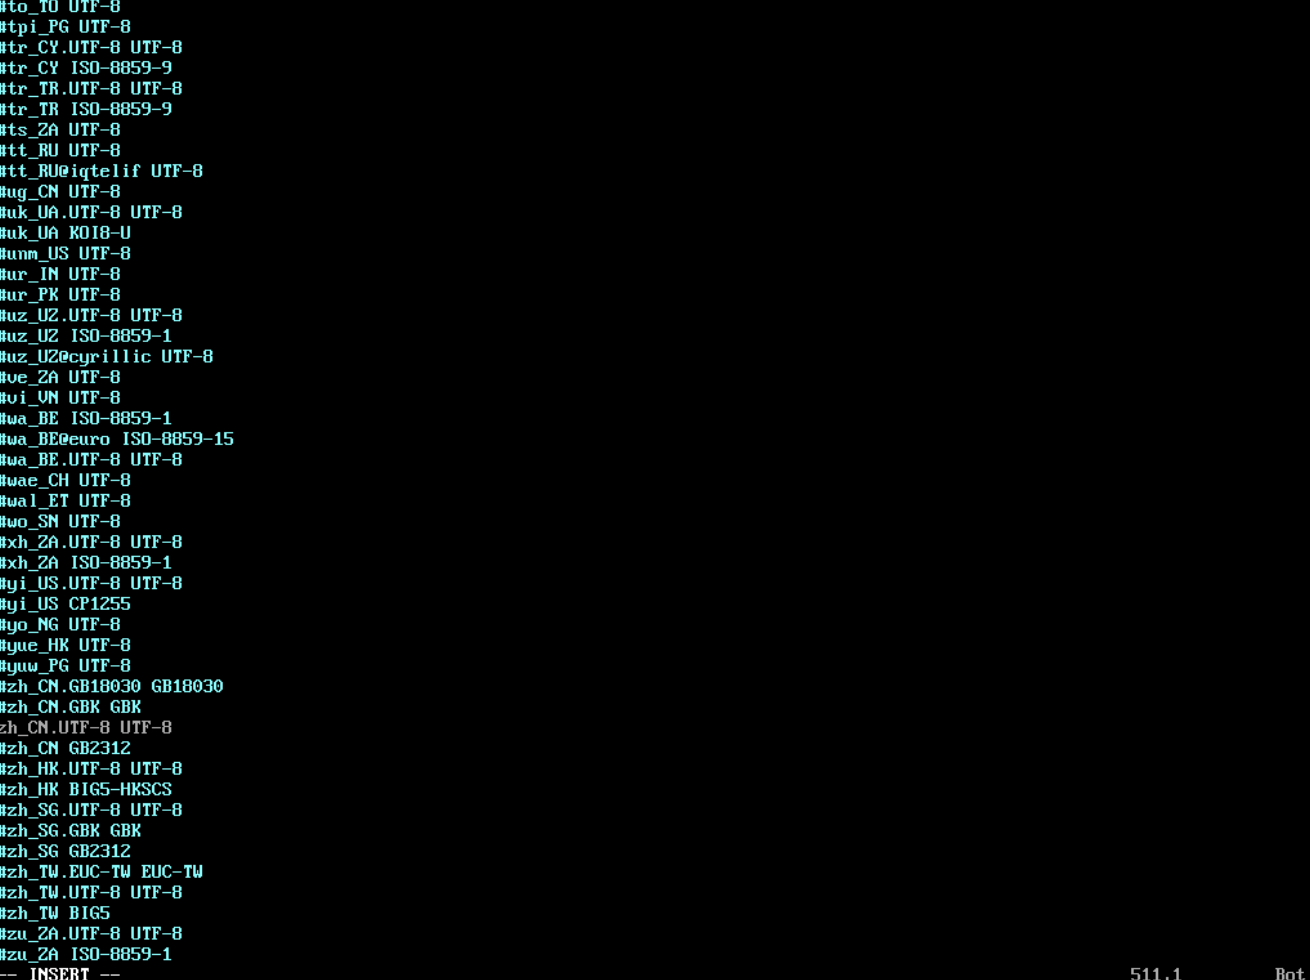 #to_TO UTF-8
#tpi_PG UTF-8
#tr_CY.UTF-8 UTF-8
#tr_CY ISO-8859-9
#tr_TR.UTF-8 UTF-8
#tr_TR ISO-8859-9
#ts_ZA UTF-8
#tt_RU UTF-8
#tt_RU@iqtelif UTF-8
#ug_CN UTF-8
#uk_UA.UTF-8 UTF-8
#uk_UA KOI8-U
#unm_US UTF-8
#ur_IN UTF-8
#ur_PK UTF-8
#uz_UZ.UTF-8 UTF-8
#uz_UZ ISO-8859-1
#uz_UZ@cyrillic UTF-8
#ve_ZA UTF-8
#vi_VN UTF-8
#wa_BE ISO-8859-1
#wa_BE@euro ISO-8859-15
#wa_BE.UTF-8 UTF-8
#wae_CH UTF-8
#wal_ET UTF-8
#wo_SN UTF-8
#xh_ZA.UTF-8 UTF-8
#xh_ZA ISO-8859-1
#yi_US.UTF-8 UTF-8
#yi_US CP1255
#yo_NG UTF-8
#yue_HK UTF-8
#yuw_PG UTF-8
#zh_CN.GB18030 GB18030
#zh_CN.GBK GBK
zh_CN.UTF-8 UTF-8
#zh_CN GB2312
#zh_HK.UTF-8 UTF-8
#zh_HK BIG5-HKSCS
#zh_SG.UTF-8 UTF-8
#zh_SG.GBK GBK
#zh_SG GB2312
#zh_TW.EUC-TW EUC-TW
#zh_TW.UTF-8 UTF-8
#zh_TW BIG5
#zu_ZA.UTF-8 UTF-8
#zu_ZA ISO-8859-1
-- INSERT -- 511,1 Bot